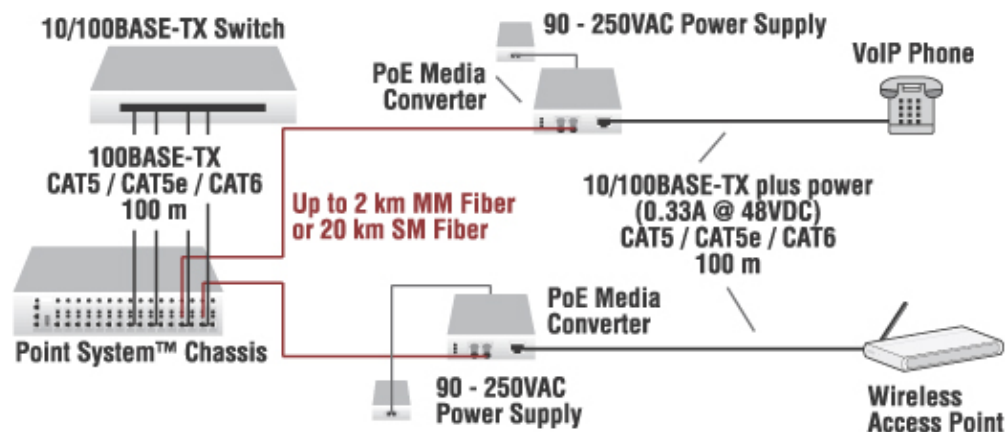 10/100BASE-TX Switch
90 - 250VAC Power Supply
PoE Media
Converter
VoIP Phone
100BASE-TX
CAT5 / CAT5e / CAT6
100 m
Up to 2 km MM Fiber
or 20 km SM Fiber
10/100BASE-TX plus power
(0.33A @ 48VDC)
CAT5 / CAT5e / CAT6
100 m
Point System™ Chassis
PoE Media
Converter
90 - 250VAC
Power Supply
Wireless
Access Point